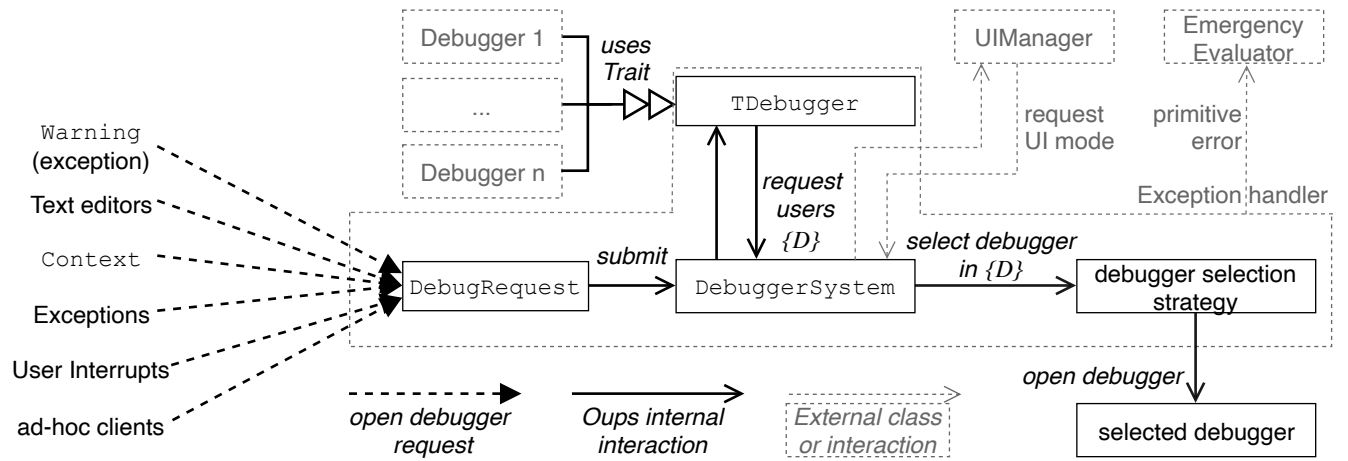 Debugger 1
...
Debugger n
uses
Trait
TDebugger
UIManager
Emergency
Evaluator
request
UI mode
primitive
error
Exception handler
Warning
(exception)
Text editors
Context
Exceptions
User Interrupts
ad-hoc clients
DebugRequest
submit
request
users
{D}
DebuggerSystem
select debugger
in {D}
debugger selection
strategy
open debugger
selected debugger
open debugger
request
Oups internal
interaction
External class
or interaction